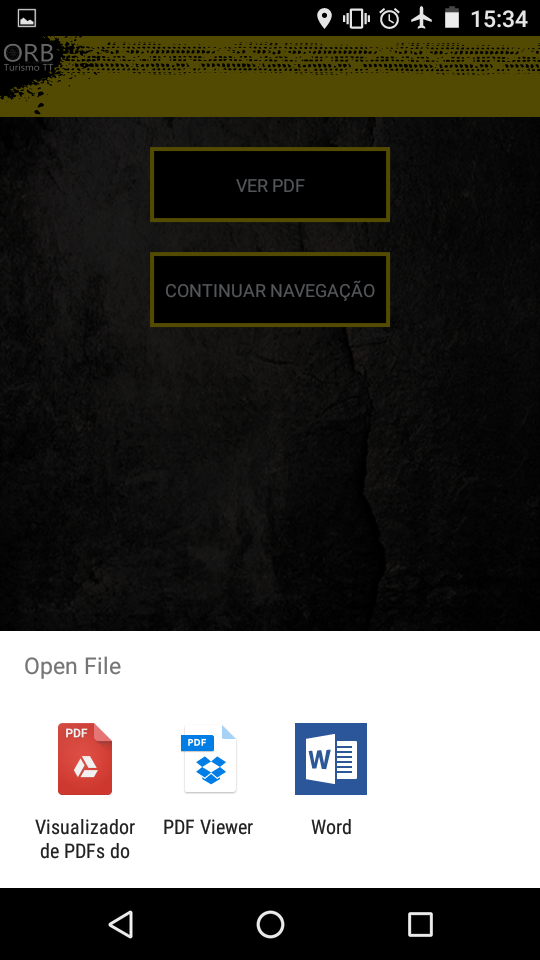 15:34
ORB
Turismo TT
VER PDF
CONTINUAR NAVEGAÇÃO
Open File
PDF
PDF
W
Visualizador
de PDFs do
PDF Viewer
Word